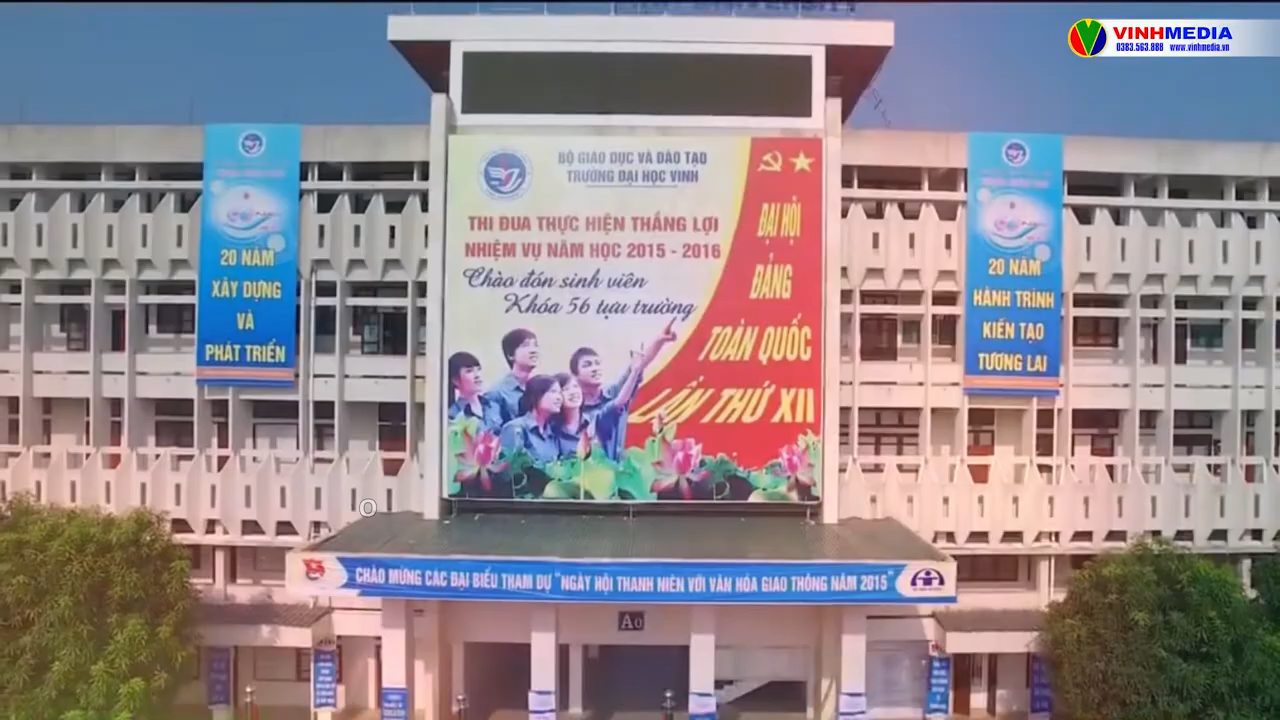 VINHMEDIA
0383.563.888 www.vinhmedia.vn
BỘ GIÁO DỤC VÀ ĐÀO TẠO
TRƯỜNG ĐẠI HỌC VINH
THI ĐUA THỰC HIỆN THẮNG LỢI
NHIỆM VỤ NĂM HỌC 2015 - 2016
Chào đón sinh viên
Khóa 56 tựu trường
ĐẠI HỘI
ĐẢNG
TOÀN QUỐC
LẦN THỨ XII
20 NĂM
XÂY DỰNG
VÀ
PHÁT TRIỂN
20 NĂM
HÀNH TRÌNH
KIẾN TẠO
TƯƠNG LAI
CHÀO MỪNG CÁC ĐẠI BIỂU THAM DỰ "NGÀY HỘI THANH NIÊN VỚI VĂN HÓA GIAO THÔNG NĂM 2015"
A0